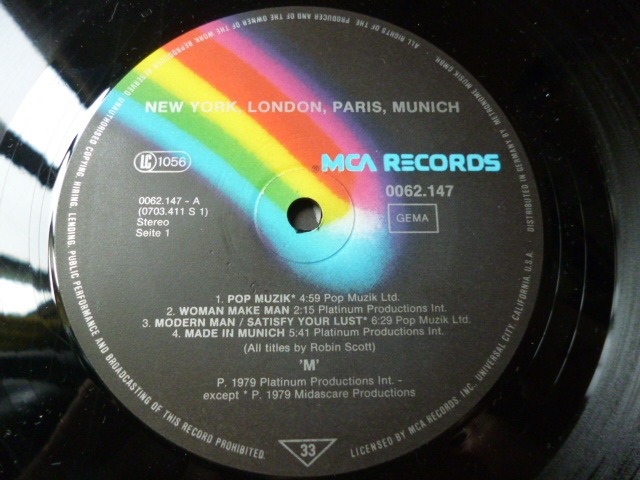 NEW YORK, LONDON, PARIS, MUNICH
LC 1056
MCA RECORDS
0062.147 - A
(0703.411 S 1)
Stereo
Seite 1
0062.147
GEMA
1. POP MUZIK* 4:59 Pop Muzik Ltd.
2. WOMAN MAKE MAN 2:15 Platinum Productions Int.
3. MODERN MAN / SATISFY YOUR LUST* 6:29 Pop Muzik Ltd.
4. MADE IN MUNICH 5:41 Platinum Productions Int.
(All titles by Robin Scott)
'M'
P. 1979 Platinum Productions Int. -
except * P. 1979 Midascare Productions
33
ALL RIGHTS OF THE PRODUCER AND OF THE OWNER OF THE WORK REPRODUCED RESERVED UNAUTHORISED COPYING, HIRING, LENDING, PUBLIC PERFORMANCE AND BROADCASTING OF THIS RECORD PROHIBITED.
LICENSED BY MCA RECORDS, INC., UNIVERSAL CITY, CALIFORNIA, U.S.A. · DISTRIBUTED IN GERMANY BY METRONOME MUSIK GMBH.